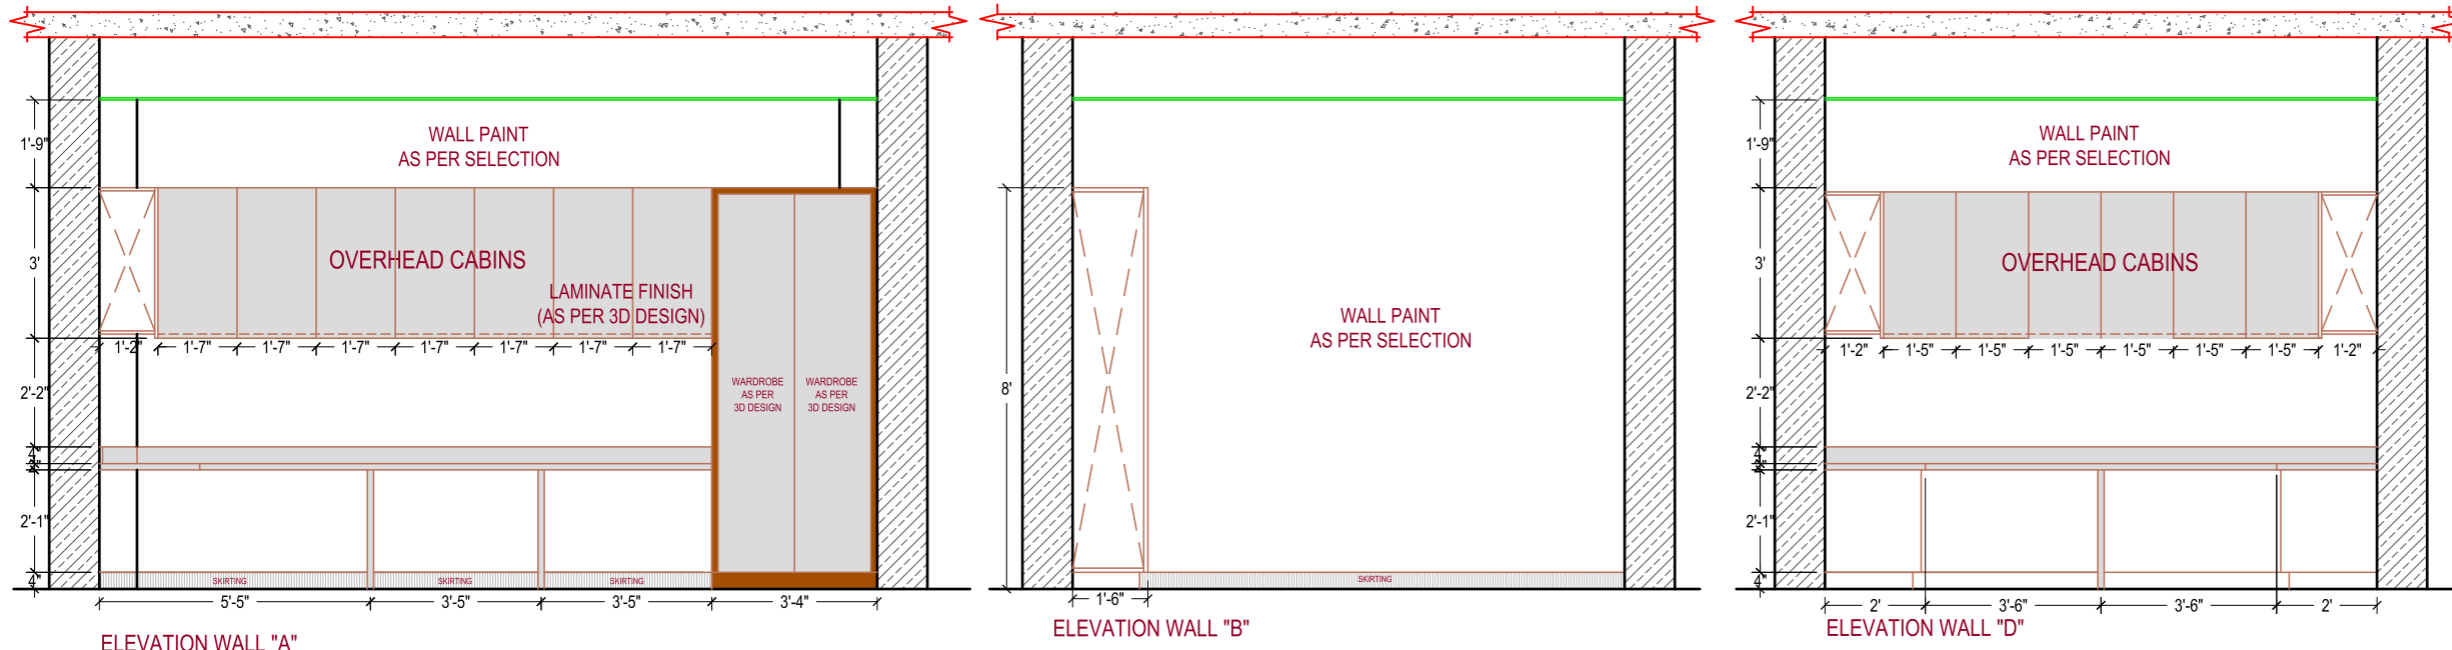 WALL PAINT
AS PER SELECTION
1'-9"
OVERHEAD CABINS
LAMINATE FINISH
(AS PER 3D DESIGN)
3'
1'-2" 1'-7" 1'-7" 1'-7" 1'-7" 1'-7" 1'-7" 1'-7"
WARDROBE
AS PER
3D DESIGN
WARDROBE
AS PER
3D DESIGN
2'-2"
4"
2'-1"
4"
SKIRTING SKIRTING SKIRTING
5'-5" 3'-5" 3'-5" 3'-4"
ELEVATION WALL "A"
WALL PAINT
AS PER SELECTION
8'
SKIRTING
1'-6"
ELEVATION WALL "B"
WALL PAINT
AS PER SELECTION
1'-9"
OVERHEAD CABINS
3'
1'-2" 1'-5" 1'-5" 1'-5" 1'-5" 1'-5" 1'-5" 1'-2"
2'-2"
4"
2'-1"
4"
2' 3'-6" 3'-6" 2'
ELEVATION WALL "D"